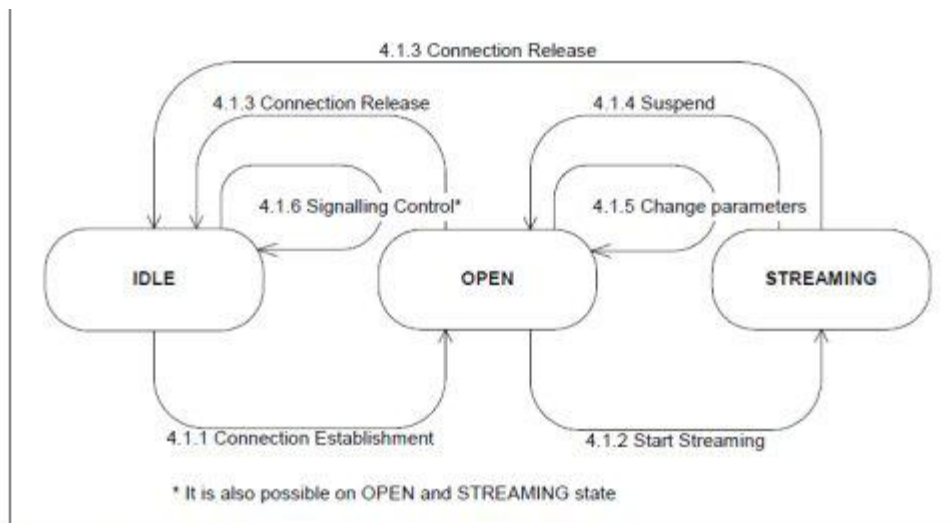 4.1.3 Connection Release
4.1.3 Connection Release
4.1.4 Suspend
4.1.6 Signalling Control*
4.1.5 Change parameters
IDLE
OPEN
STREAMING
4.1.1 Connection Establishment
4.1.2 Start Streaming
* It is also possible on OPEN and STREAMING state